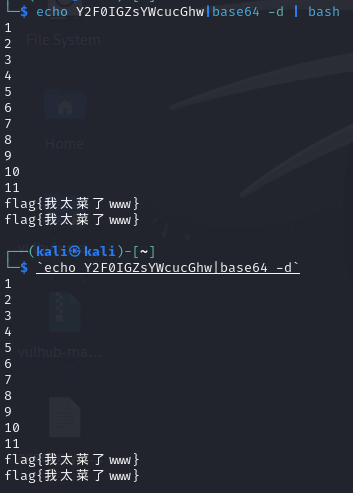 └─$ echo Y2F0IGZsYWcucGhw|base64 -d | bash
1
File System
2
3
4
5
6
7
8
Home
9
10
11
flag{我太菜了www}
flag{我太菜了www}
┌──(kali㉿kali)-[~]
└─$ `echo Y2F0IGZsYWcucGhw|base64 -d`
1
2
3
4
5
vulhub-ma...
6
7
8
9
10
11
flag{我太菜了www}
flag{我太菜了www}